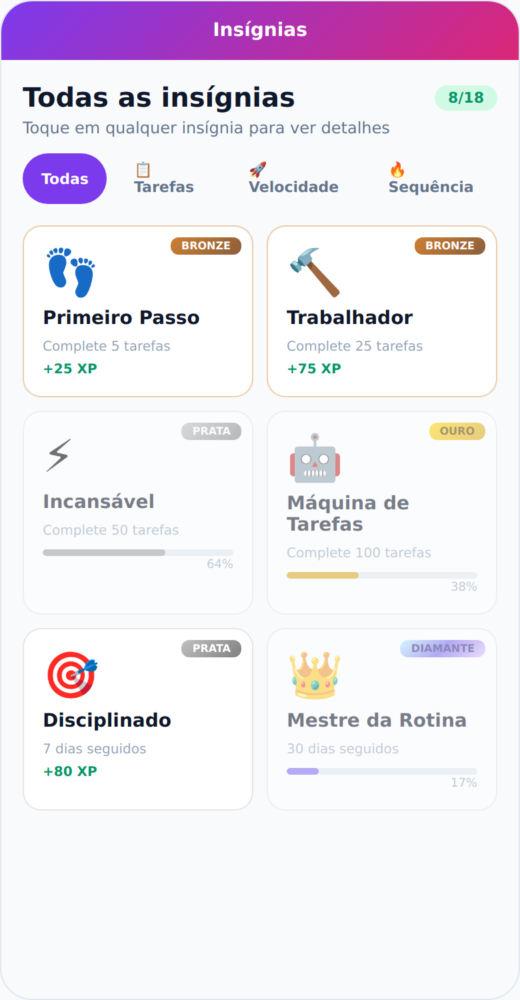 Insígnias
Todas as insígnias
8/18
Toque em qualquer insígnia para ver detalhes
Todas
Tarefas
Velocidade
Sequência
BRONZE
Primeiro Passo
Complete 5 tarefas
+25 XP
BRONZE
Trabalhador
Complete 25 tarefas
+75 XP
PRATA
Incansável
Complete 50 tarefas
64%
OURO
Máquina de
Tarefas
Complete 100 tarefas
38%
PRATA
Disciplinado
7 dias seguidos
+80 XP
DIAMANTE
Mestre da Rotina
30 dias seguidos
17%